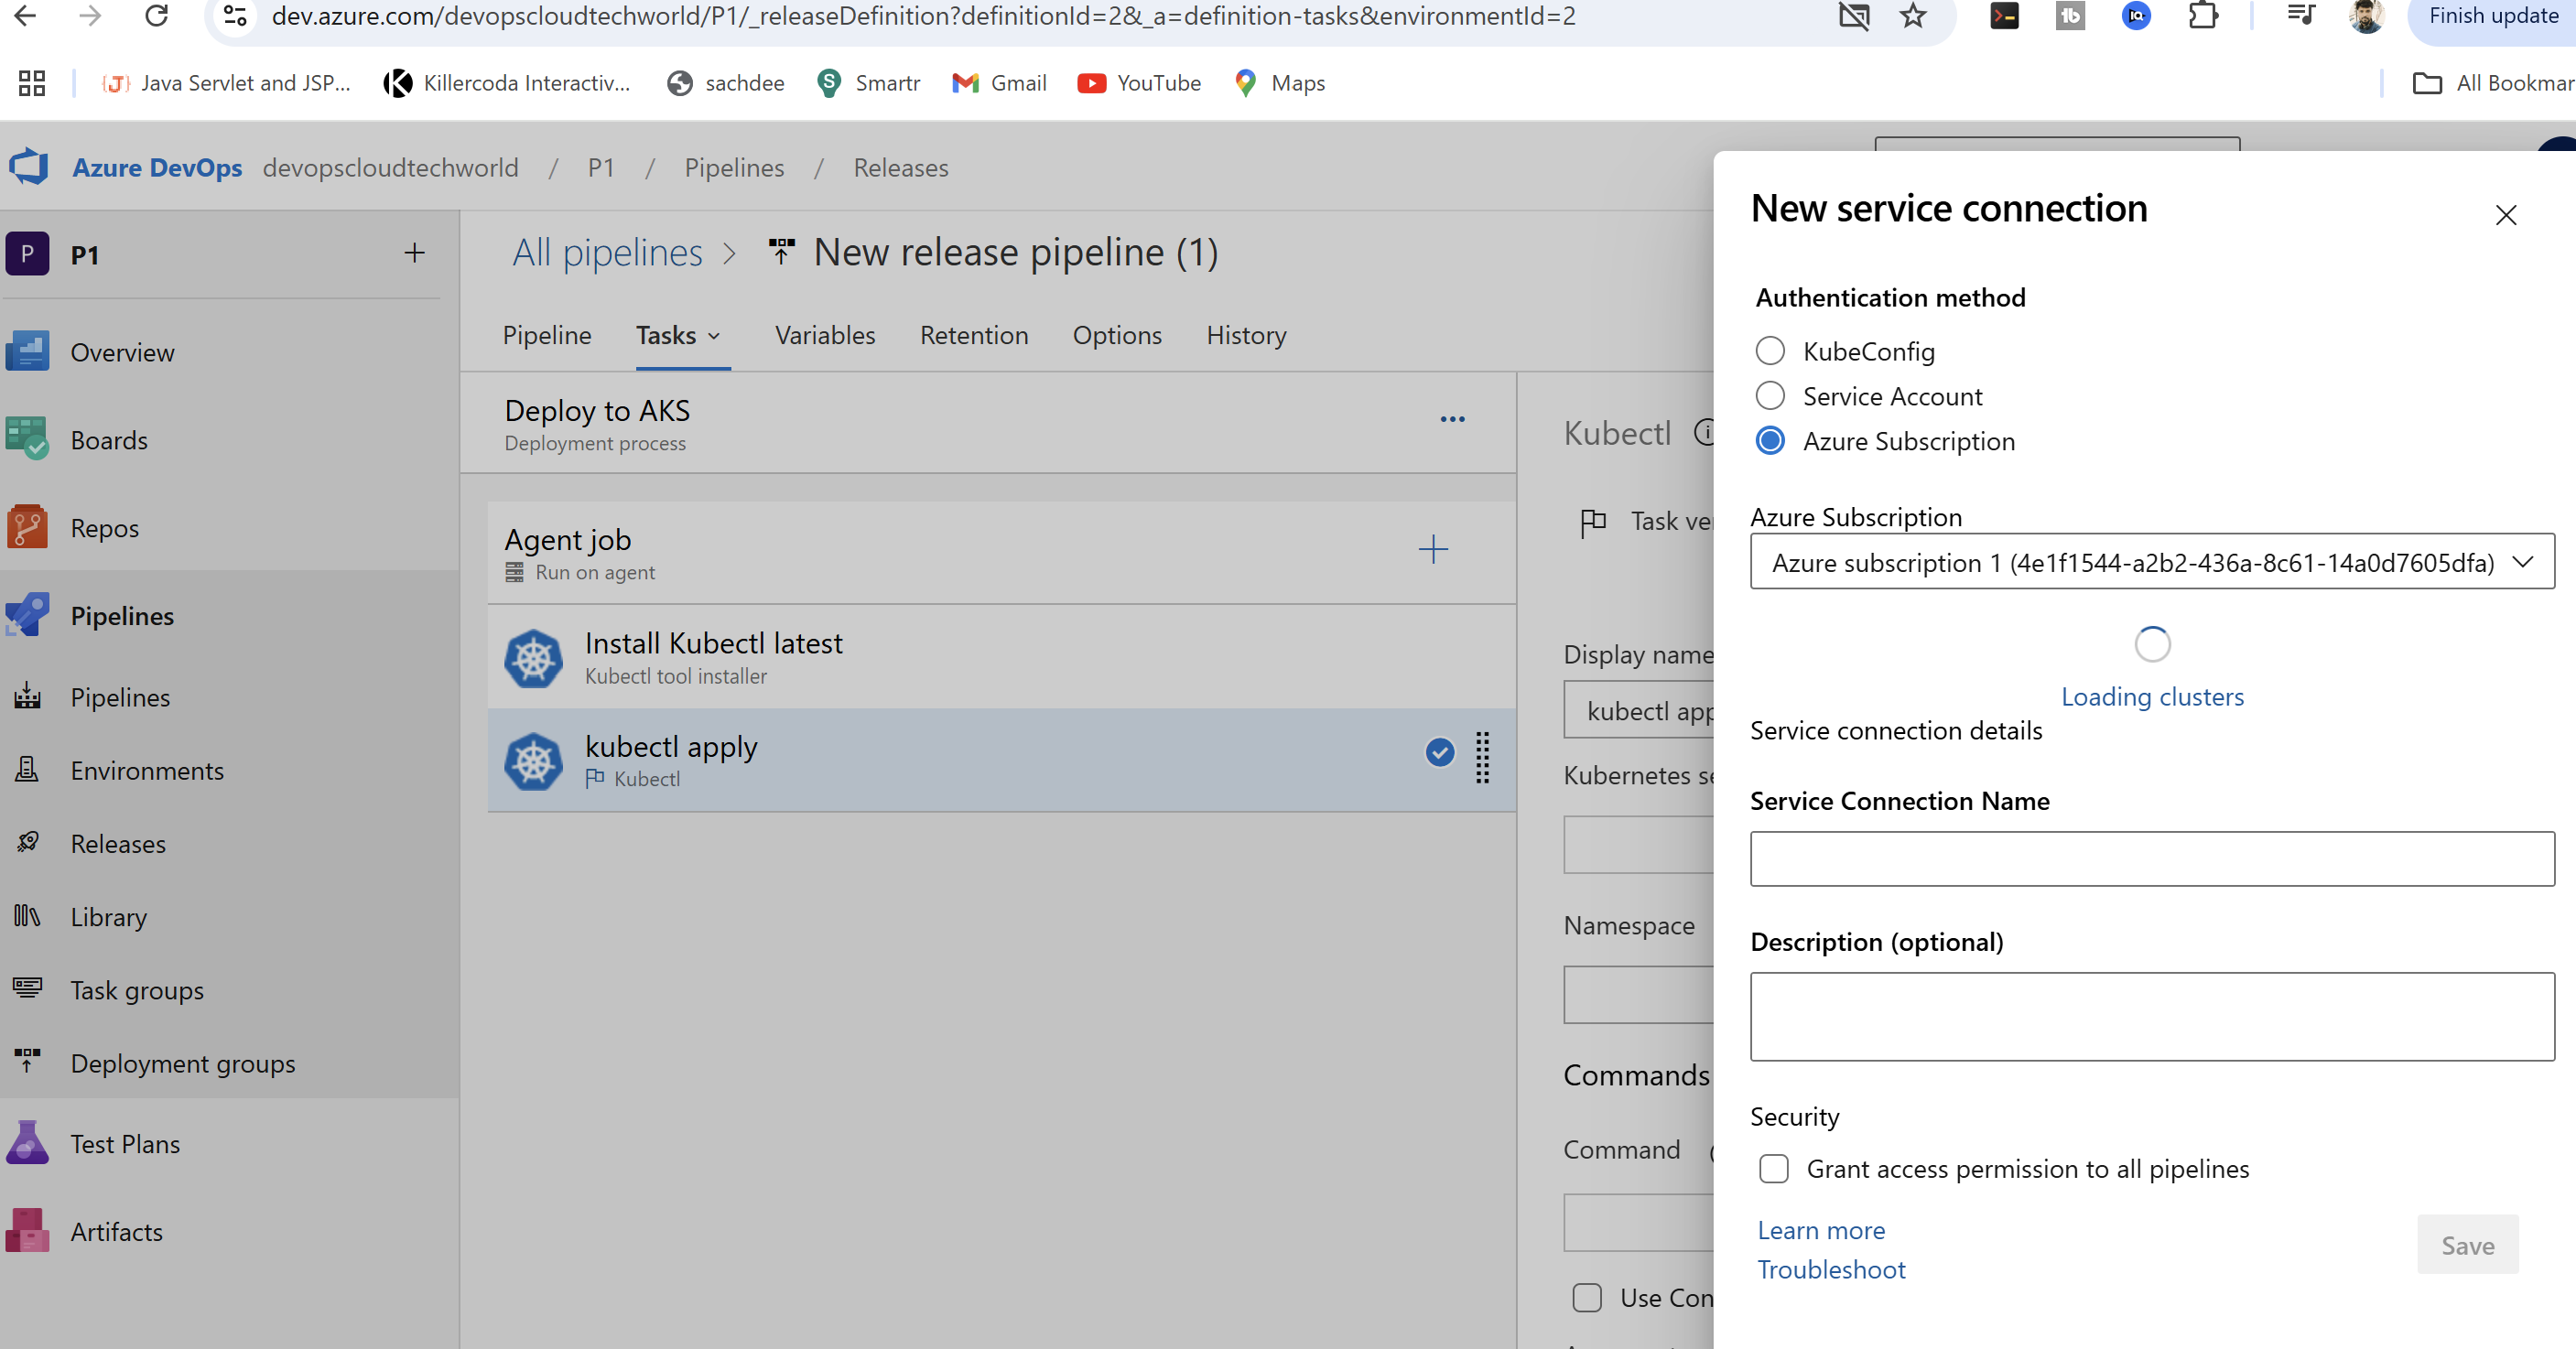 dev.azure.com/devopscloudtechworld/P1/_releaseDefinition?definitionId=2&_a=definition-tasks&environmentId=2
Finish update
Java Servlet and JSP...
Killercoda Interactiv...
sachdee
Smartr
Gmail
YouTube
Maps
All Bookmar
Azure DevOps devopscloudtechworld / P1 / Pipelines / Releases
P P1
Overview
Boards
Repos
Pipelines
Pipelines
Environments
Releases
Library
Task groups
Deployment groups
Test Plans
Artifacts
All pipelines > New release pipeline (1)
Pipeline Tasks Variables Retention Options History
Deploy to AKS
Deployment process
Agent job
Run on agent
Install Kubectl latest
Kubectl tool installer
kubectl apply
Kubectl
Kubectl
Task ve
Display name
kubectl app
Kubernetes se
Namespace
Commands
Command
Use Con
New service connection
Authentication method
KubeConfig
Service Account
Azure Subscription
Azure Subscription
Azure subscription 1 (4e1f1544-a2b2-436a-8c61-14a0d7605dfa)
Loading clusters
Service connection details
Service Connection Name
Description (optional)
Security
Grant access permission to all pipelines
Learn more
Troubleshoot
Save